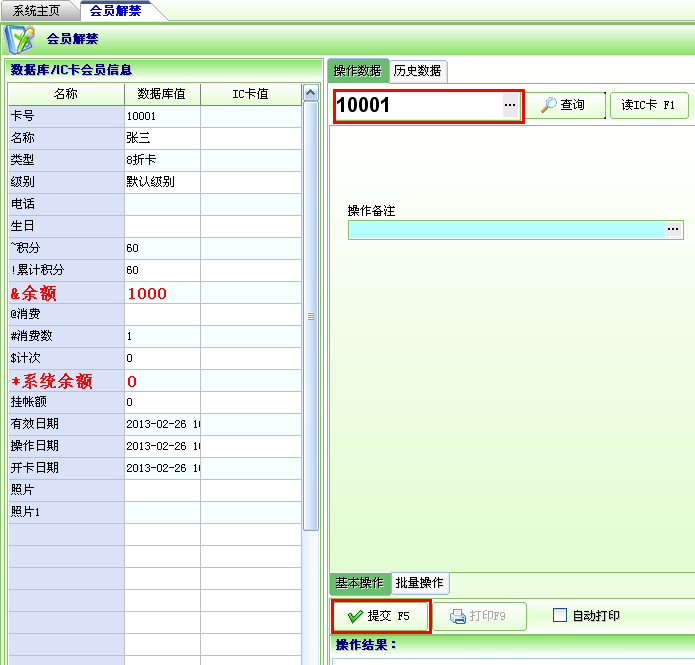 系统主页 会员解禁
会员解禁
数据库/IC卡会员信息
名称 数据库值 IC卡值
卡号 10001
名称 张三
类型 8折卡
级别 默认级别
电话
生日
^积分 60
!累计积分 60
&余额 1000
@消费
#消费数 1
$计次 0
*系统余额 0
挂帐额 0
有效日期 2013-02-26
操作日期 2013-02-26
开卡日期 2013-02-26
照片
照片1
操作数据 历史数据
10001 ... 查询 读IC卡 F1
操作备注
...
基本操作 批量操作
提交 F5 打印F9 自动打印
操作结果：